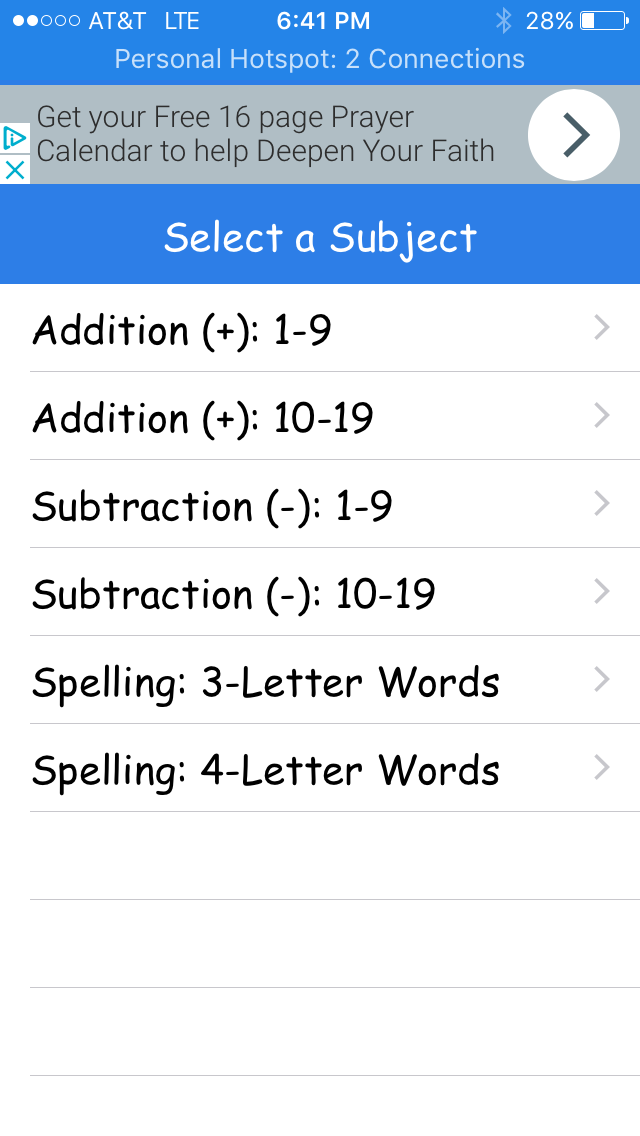 AT&T LTE 6:41 PM 28%
Personal Hotspot: 2 Connections
Get your Free 16 page Prayer
Calendar to help Deepen Your Faith
Select a Subject
Addition (+): 1-9
Addition (+): 10-19
Subtraction (-): 1-9
Subtraction (-): 10-19
Spelling: 3-Letter Words
Spelling: 4-Letter Words